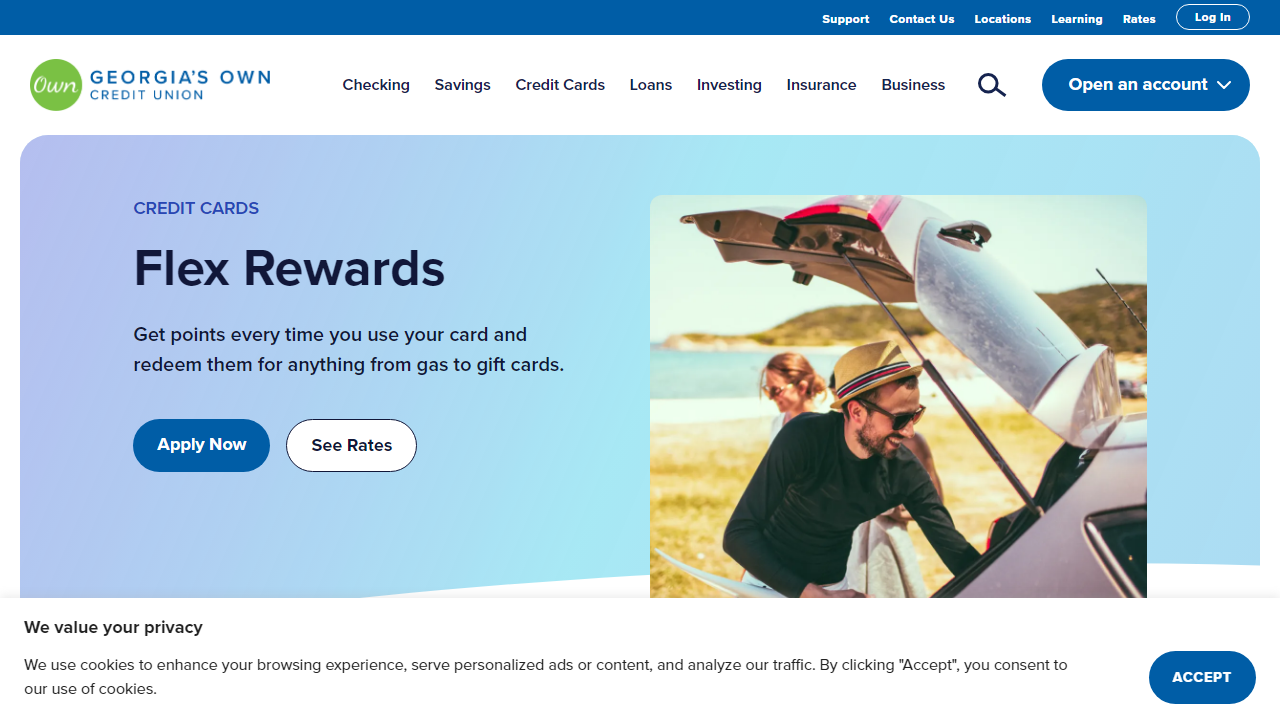 Support Contact Us Locations Learning Rates Log In
Own GEORGIA'S OWN
CREDIT UNION
Checking Savings Credit Cards Loans Investing Insurance Business Open an account
CREDIT CARDS
Flex Rewards
Get points every time you use your card and
redeem them for anything from gas to gift cards.
Apply Now See Rates
We value your privacy
We use cookies to enhance your browsing experience, serve personalized ads or content, and analyze our traffic. By clicking "Accept", you consent to
our use of cookies.
ACCEPT